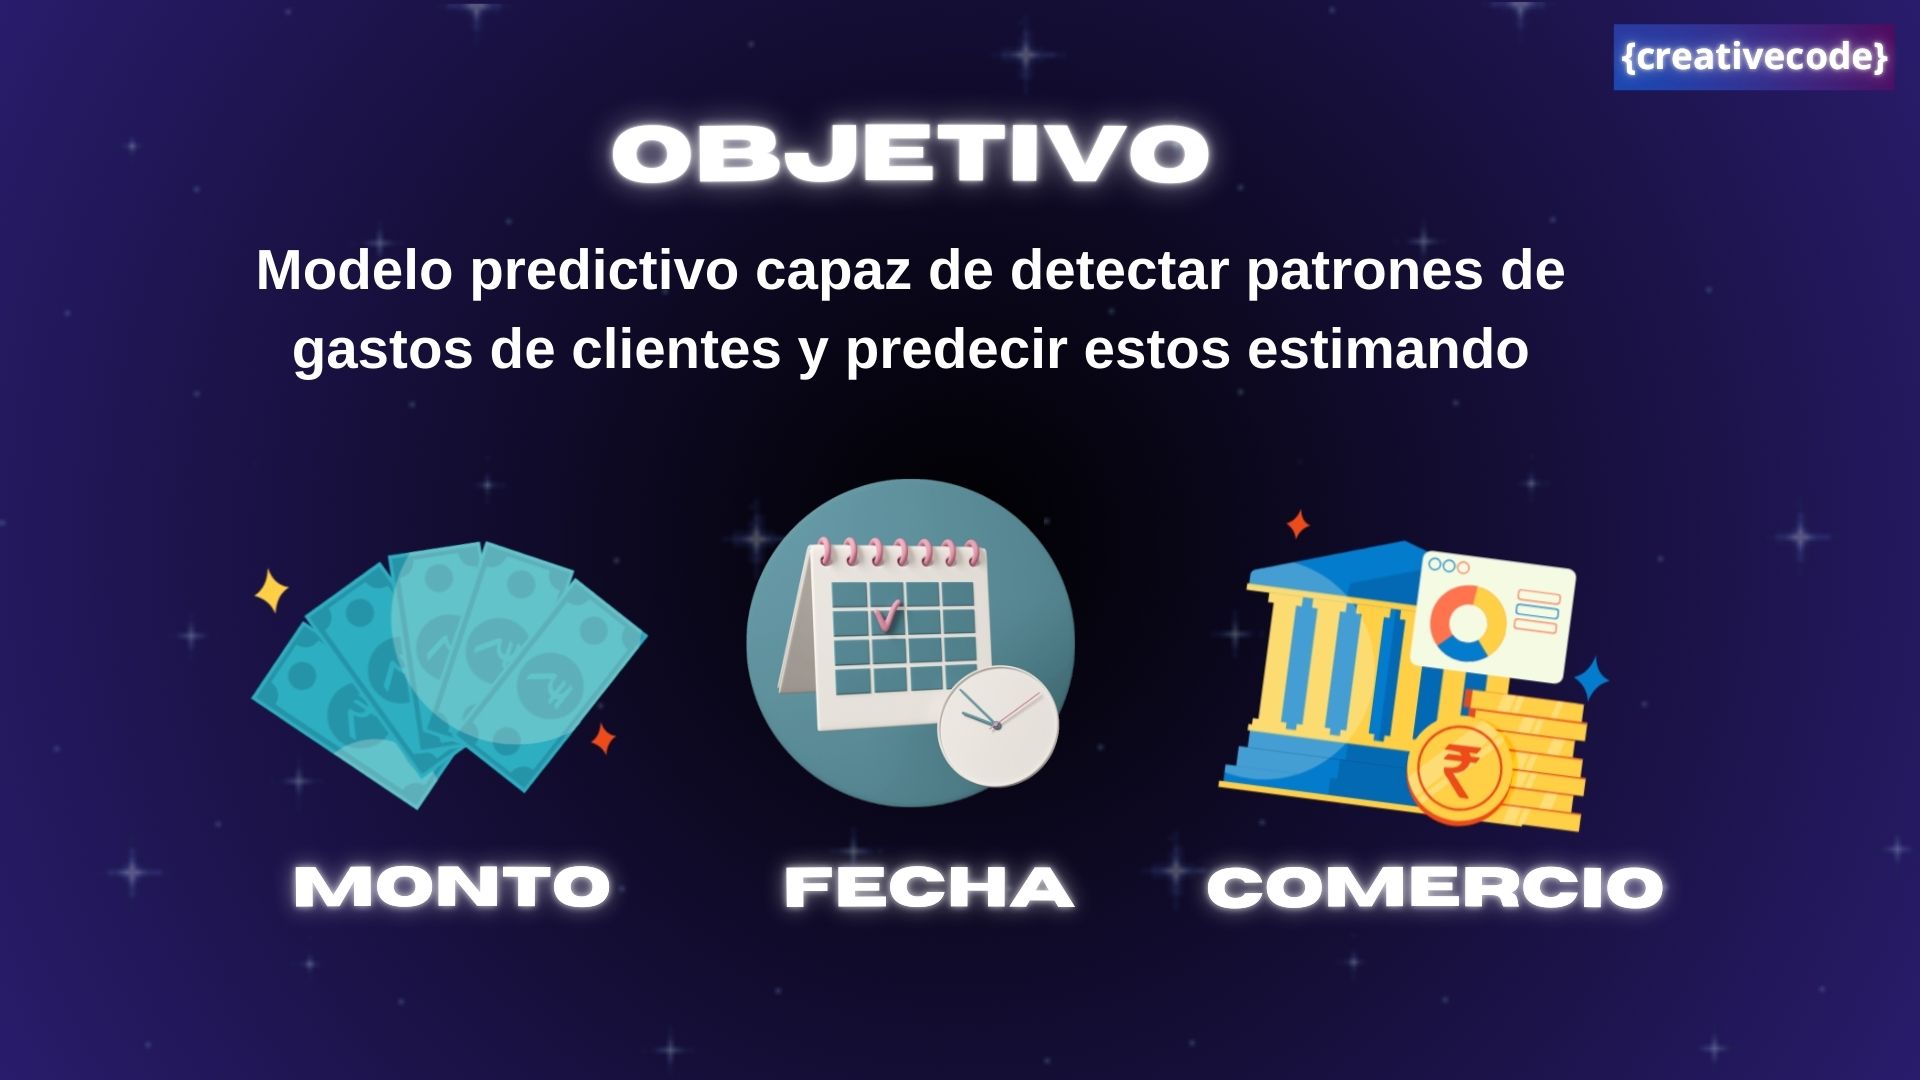 {creativecode}
OBJETIVO
Modelo predictivo capaz de detectar patrones de
gastos de clientes y predecir estos estimando
₹
MONTO
FECHA
COMERCIO